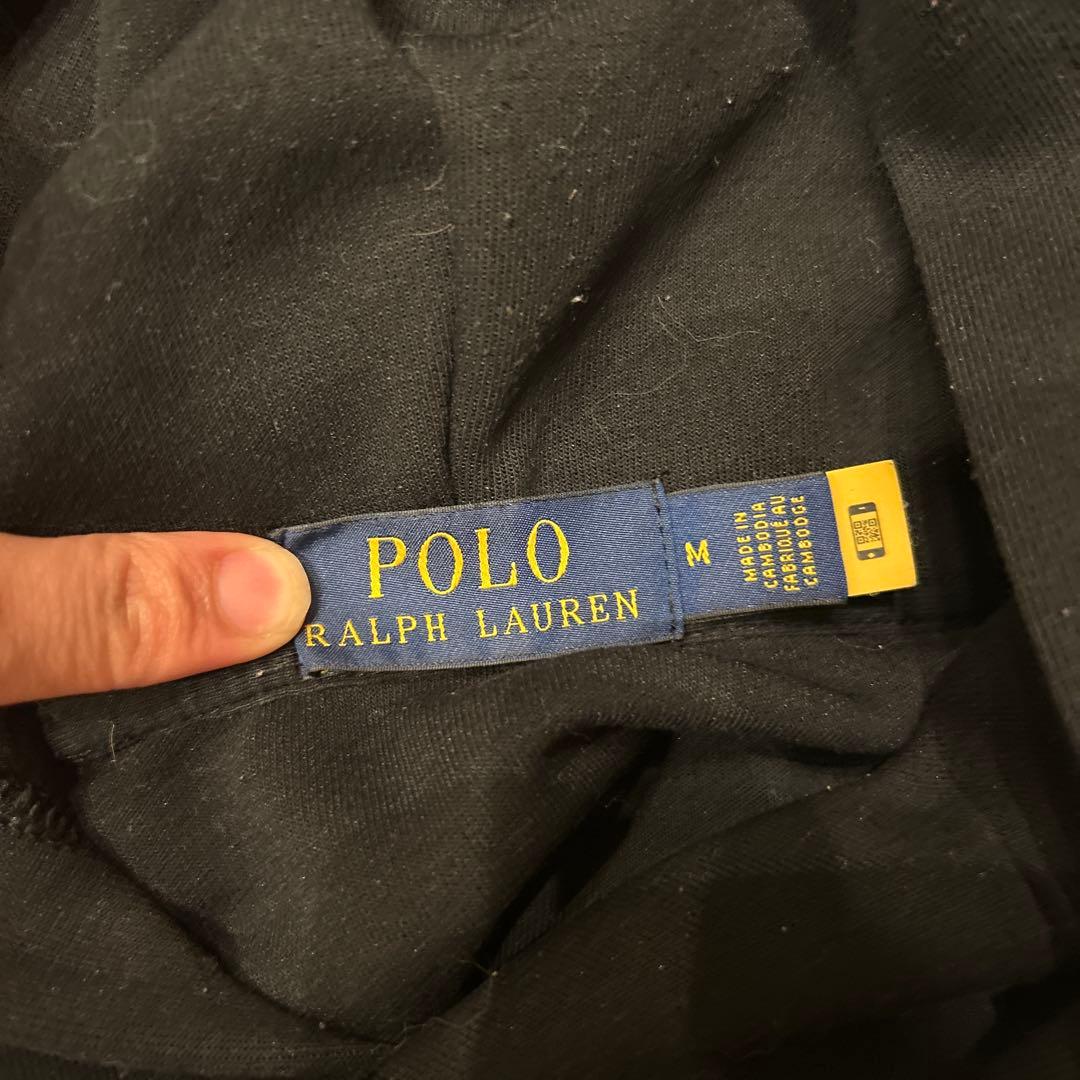 POLO
RALPH LAUREN
M
MADE IN
CAMBODIA
FABRIQUÉ AU
CAMBODGE